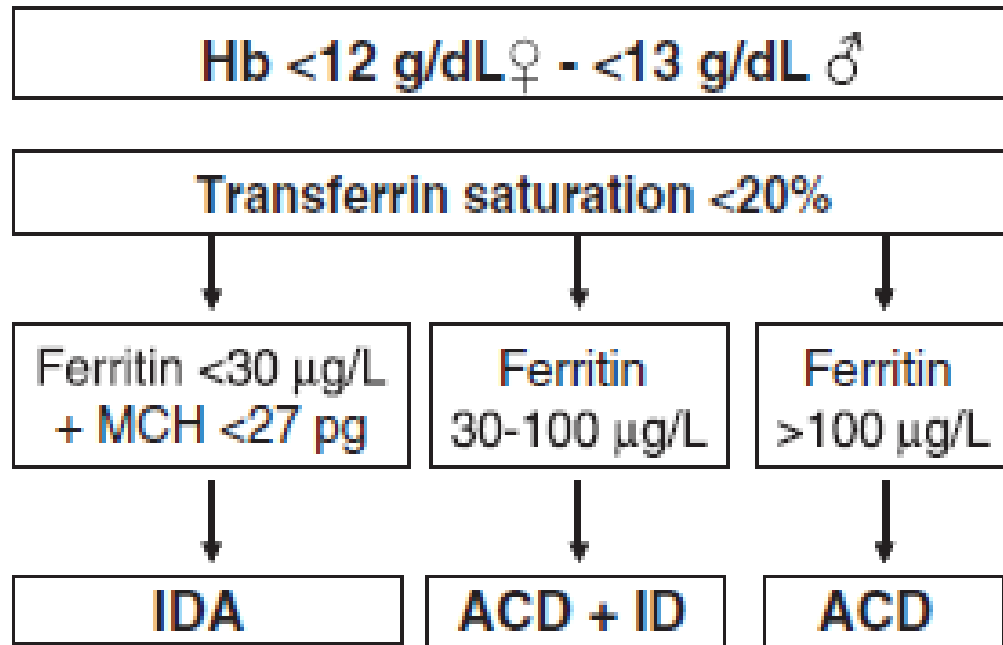 Hb <12 g/dL♀ - <13 g/dL ♂
Transferrin saturation <20%
Ferritin <30 µg/L
+ MCH <27 pg
Ferritin
30-100 µg/L
Ferritin
>100 µg/L
IDA
ACD + ID
ACD